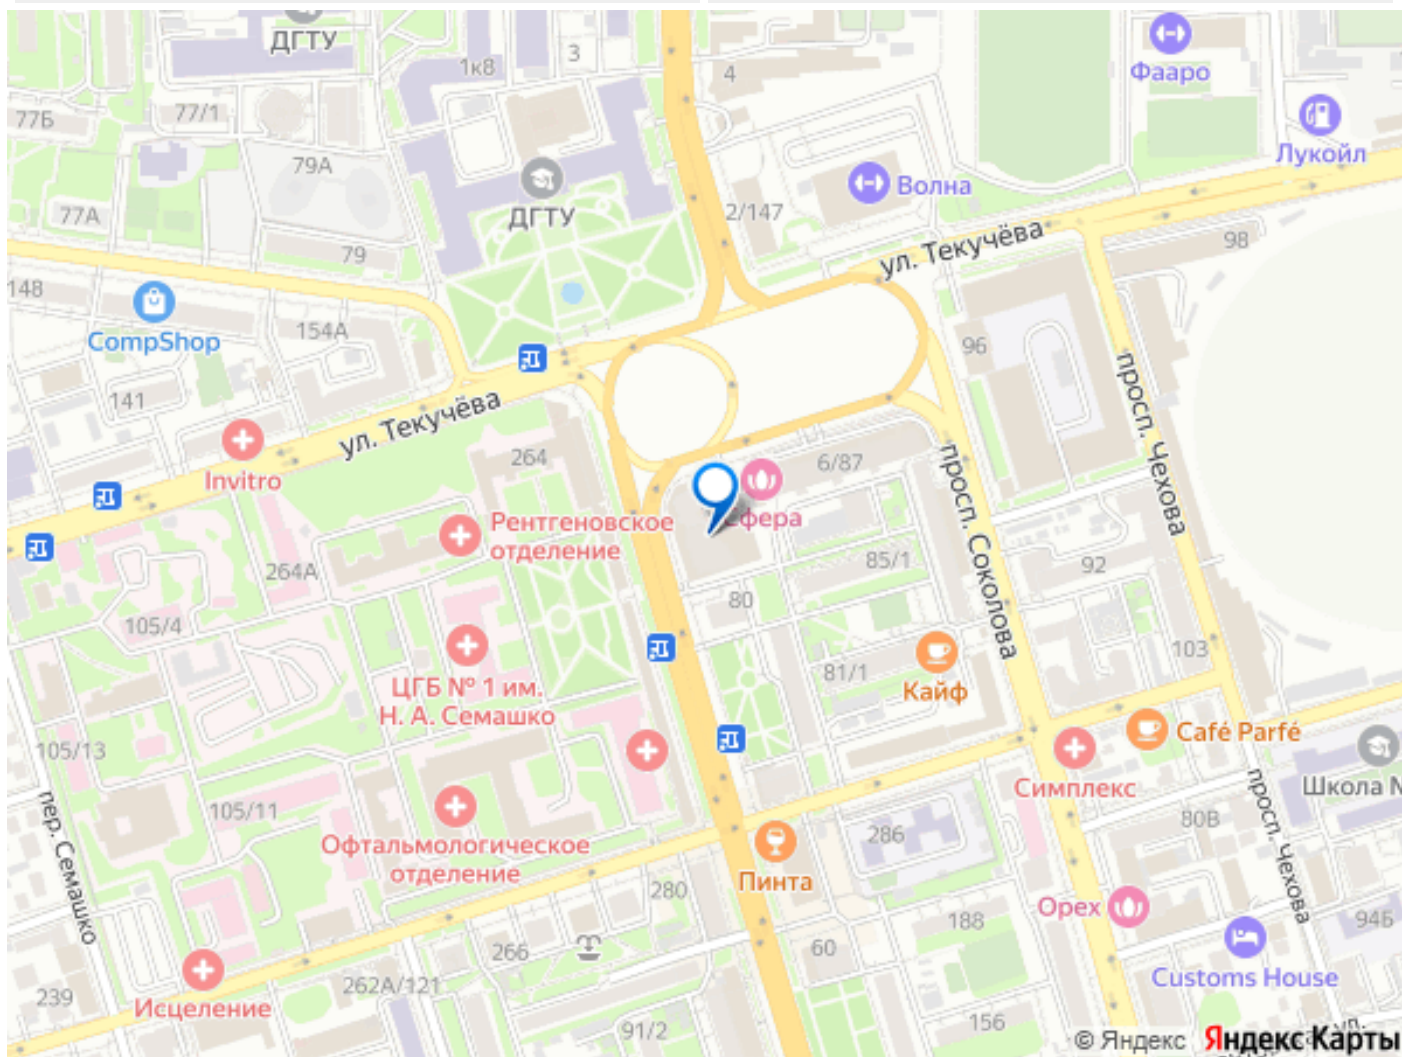 ДГТУ
3
1к8
4
Фааро
77Б
77/1
79А
Лукойл
Волна
ДГТУ
77А
2/147
79
ул. Текучёва
98
148
CompShop
154А
96
141
ул. Текучёва
просп. Чехова
Invitro
264
6/87
просп. Соколова
Сфера
Рентгеновское
отделение
264А
85/1
92
80
105/4
103
81/1
Кайф
ЦГБ № 1 им.
Н. А. Семашко
Café Parfé
105/13
Симплекс
Школа №
просп. Чехова
пер. Семашко
105/11
80В
286
Офтальмологическое
отделение
Пинта
280
Орех
188
94Б
266
60
Customs House
Исцеление
239
262А/121
91/2
156
© Яндекс Яндекс Карты